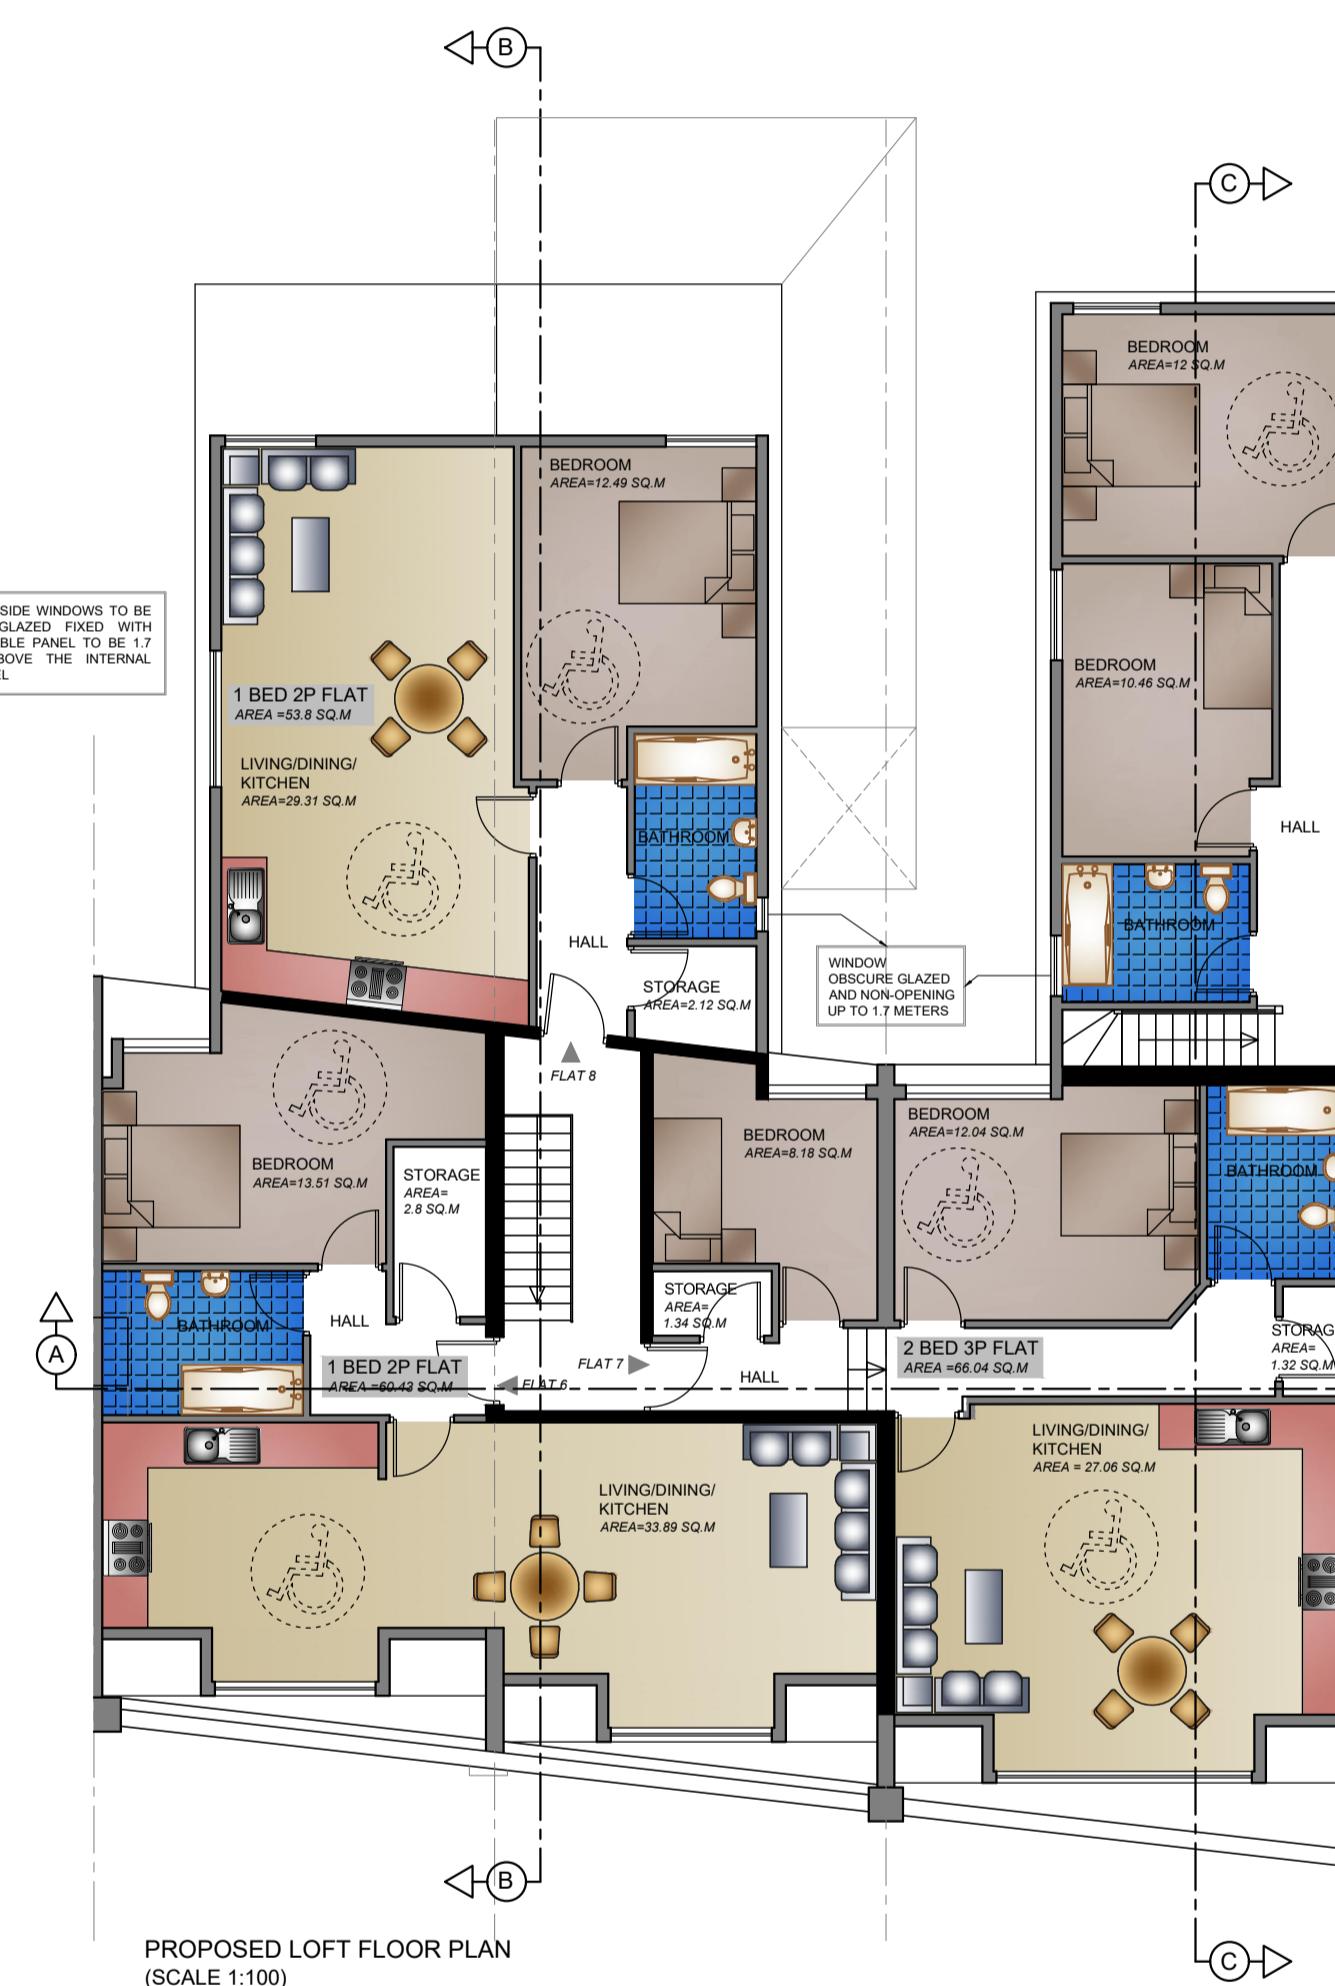 B
C
BEDROOM
AREA=12 SQ.M
BEDROOM
AREA=12.49 SQ.M
SIDE WINDOWS TO BE
GLAZED FIXED WITH
BLE PANEL TO BE 1.7
BOVE THE INTERNAL
EL
1 BED 2P FLAT
AREA =53.8 SQ.M
LIVING/DINING/
KITCHEN
AREA=29.31 SQ.M
BEDROOM
AREA=10.46 SQ.M
HALL
BATHROOM
BATHROOM
HALL
WINDOW
OBSCURE GLAZED
AND NON-OPENING
UP TO 1.7 METERS
STORAGE
AREA=2.12 SQ.M
FLAT 8
BEDROOM
AREA=13.51 SQ.M
STORAGE
AREA=
2.8 SQ.M
BEDROOM
AREA=8.18 SQ.M
BEDROOM
AREA=12.04 SQ.M
BATHROOM
STORAGE
AREA=
1.34 SQ.M
BATHROOM
HALL
A
1 BED 2P FLAT
AREA =60.43 SQ.M
FLAT 7
FLAT 6
HALL
2 BED 3P FLAT
AREA =66.04 SQ.M
STORAG
AREA=
1.32 SQ.M
LIVING/DINING/
KITCHEN
AREA=33.89 SQ.M
LIVING/DINING/
KITCHEN
AREA = 27.06 SQ.M
B
C
PROPOSED LOFT FLOOR PLAN
(SCALE 1:100)